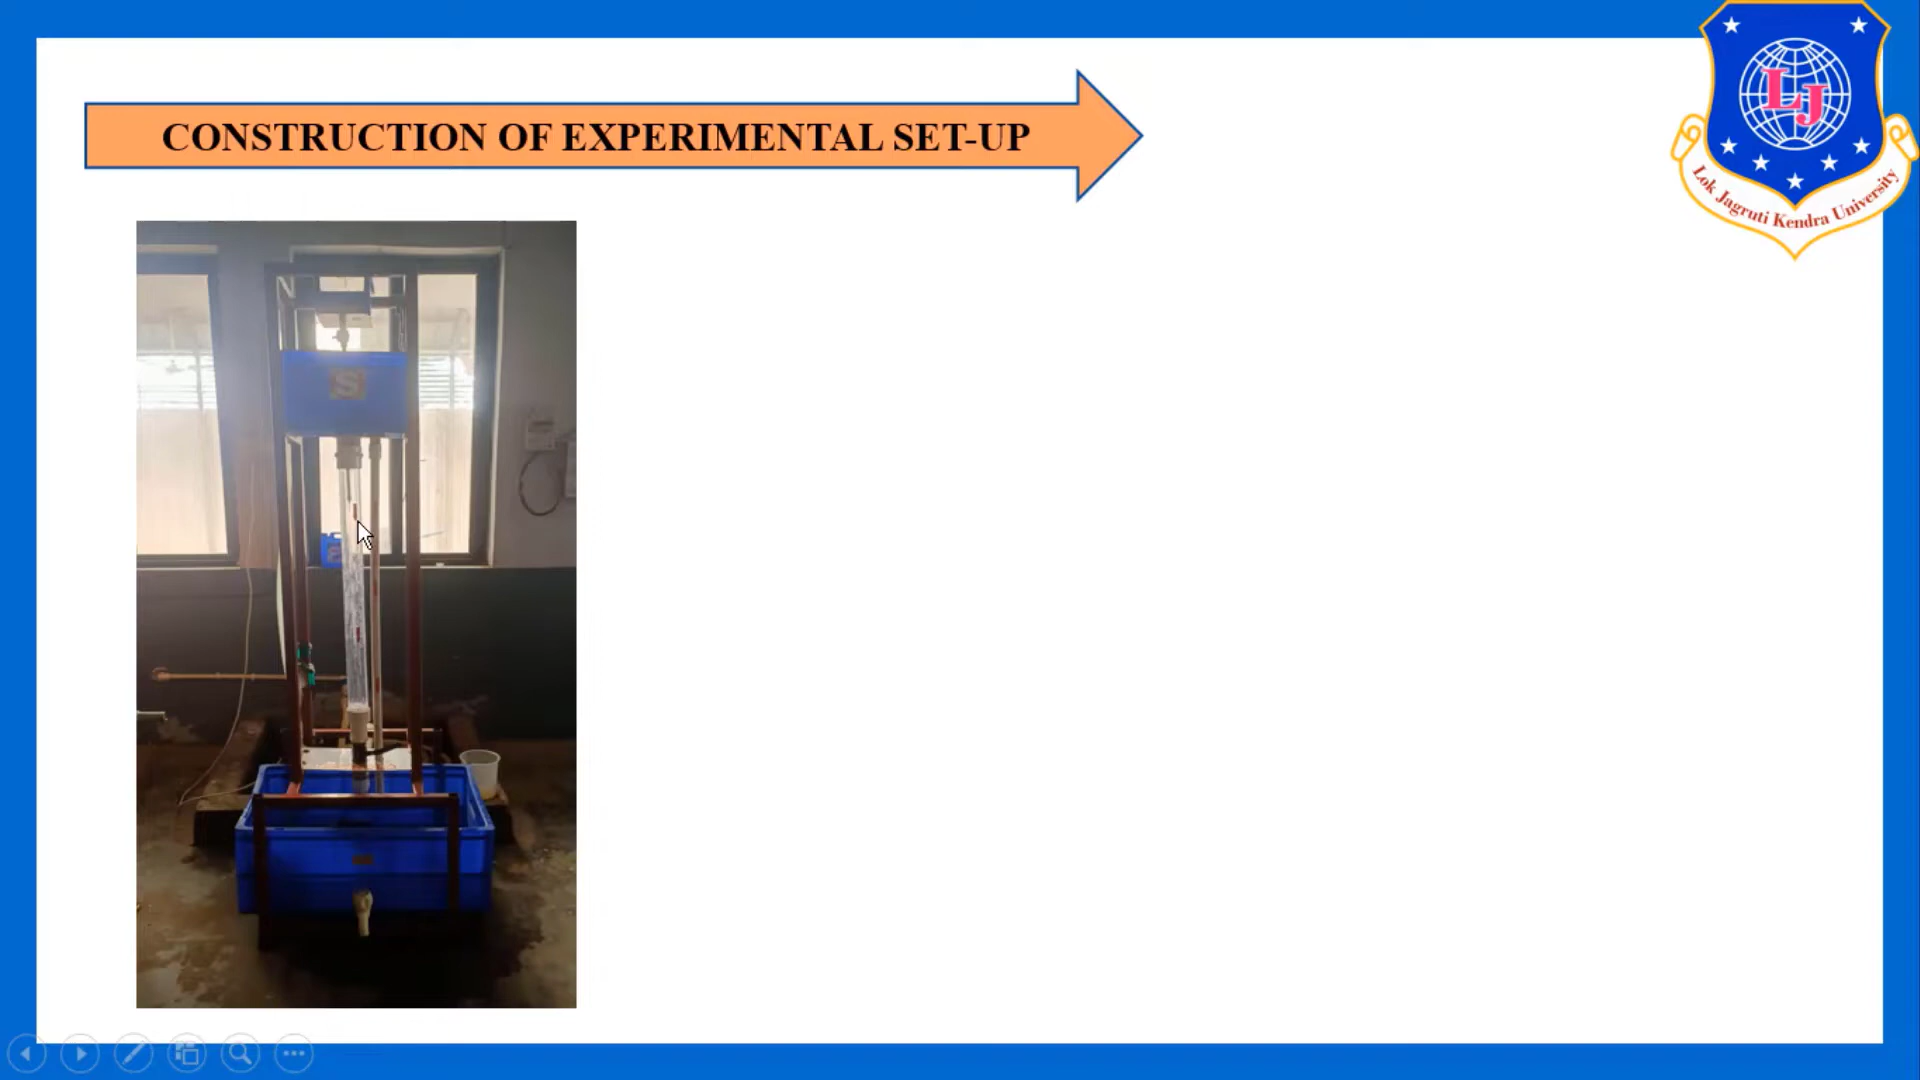 CONSTRUCTION OF EXPERIMENTAL SET-UP
LJ
Lok Jagruti Kendra University
S